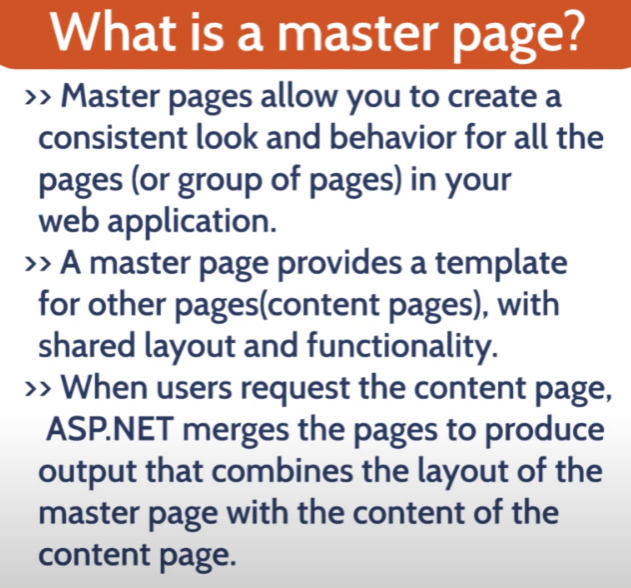 What is a master page?
>> Master pages allow you to create a
consistent look and behavior for all the
pages (or group of pages) in your
web application.
>> A master page provides a template
for other pages(content pages), with
shared layout and functionality.
>> When users request the content page,
ASP.NET merges the pages to produce
output that combines the layout of the
master page with the content of the
content page.